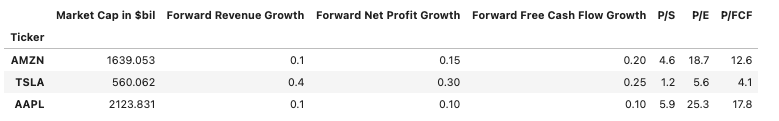 Market Cap in $bil Forward Revenue Growth Forward Net Profit Growth Forward Free Cash Flow Growth P/S P/E P/FCF
Ticker
AMZN 1639.053 0.1 0.15 0.20 4.6 18.7 12.6
TSLA 560.062 0.4 0.30 0.25 1.2 5.6 4.1
AAPL 2123.831 0.1 0.10 0.10 5.9 25.3 17.8